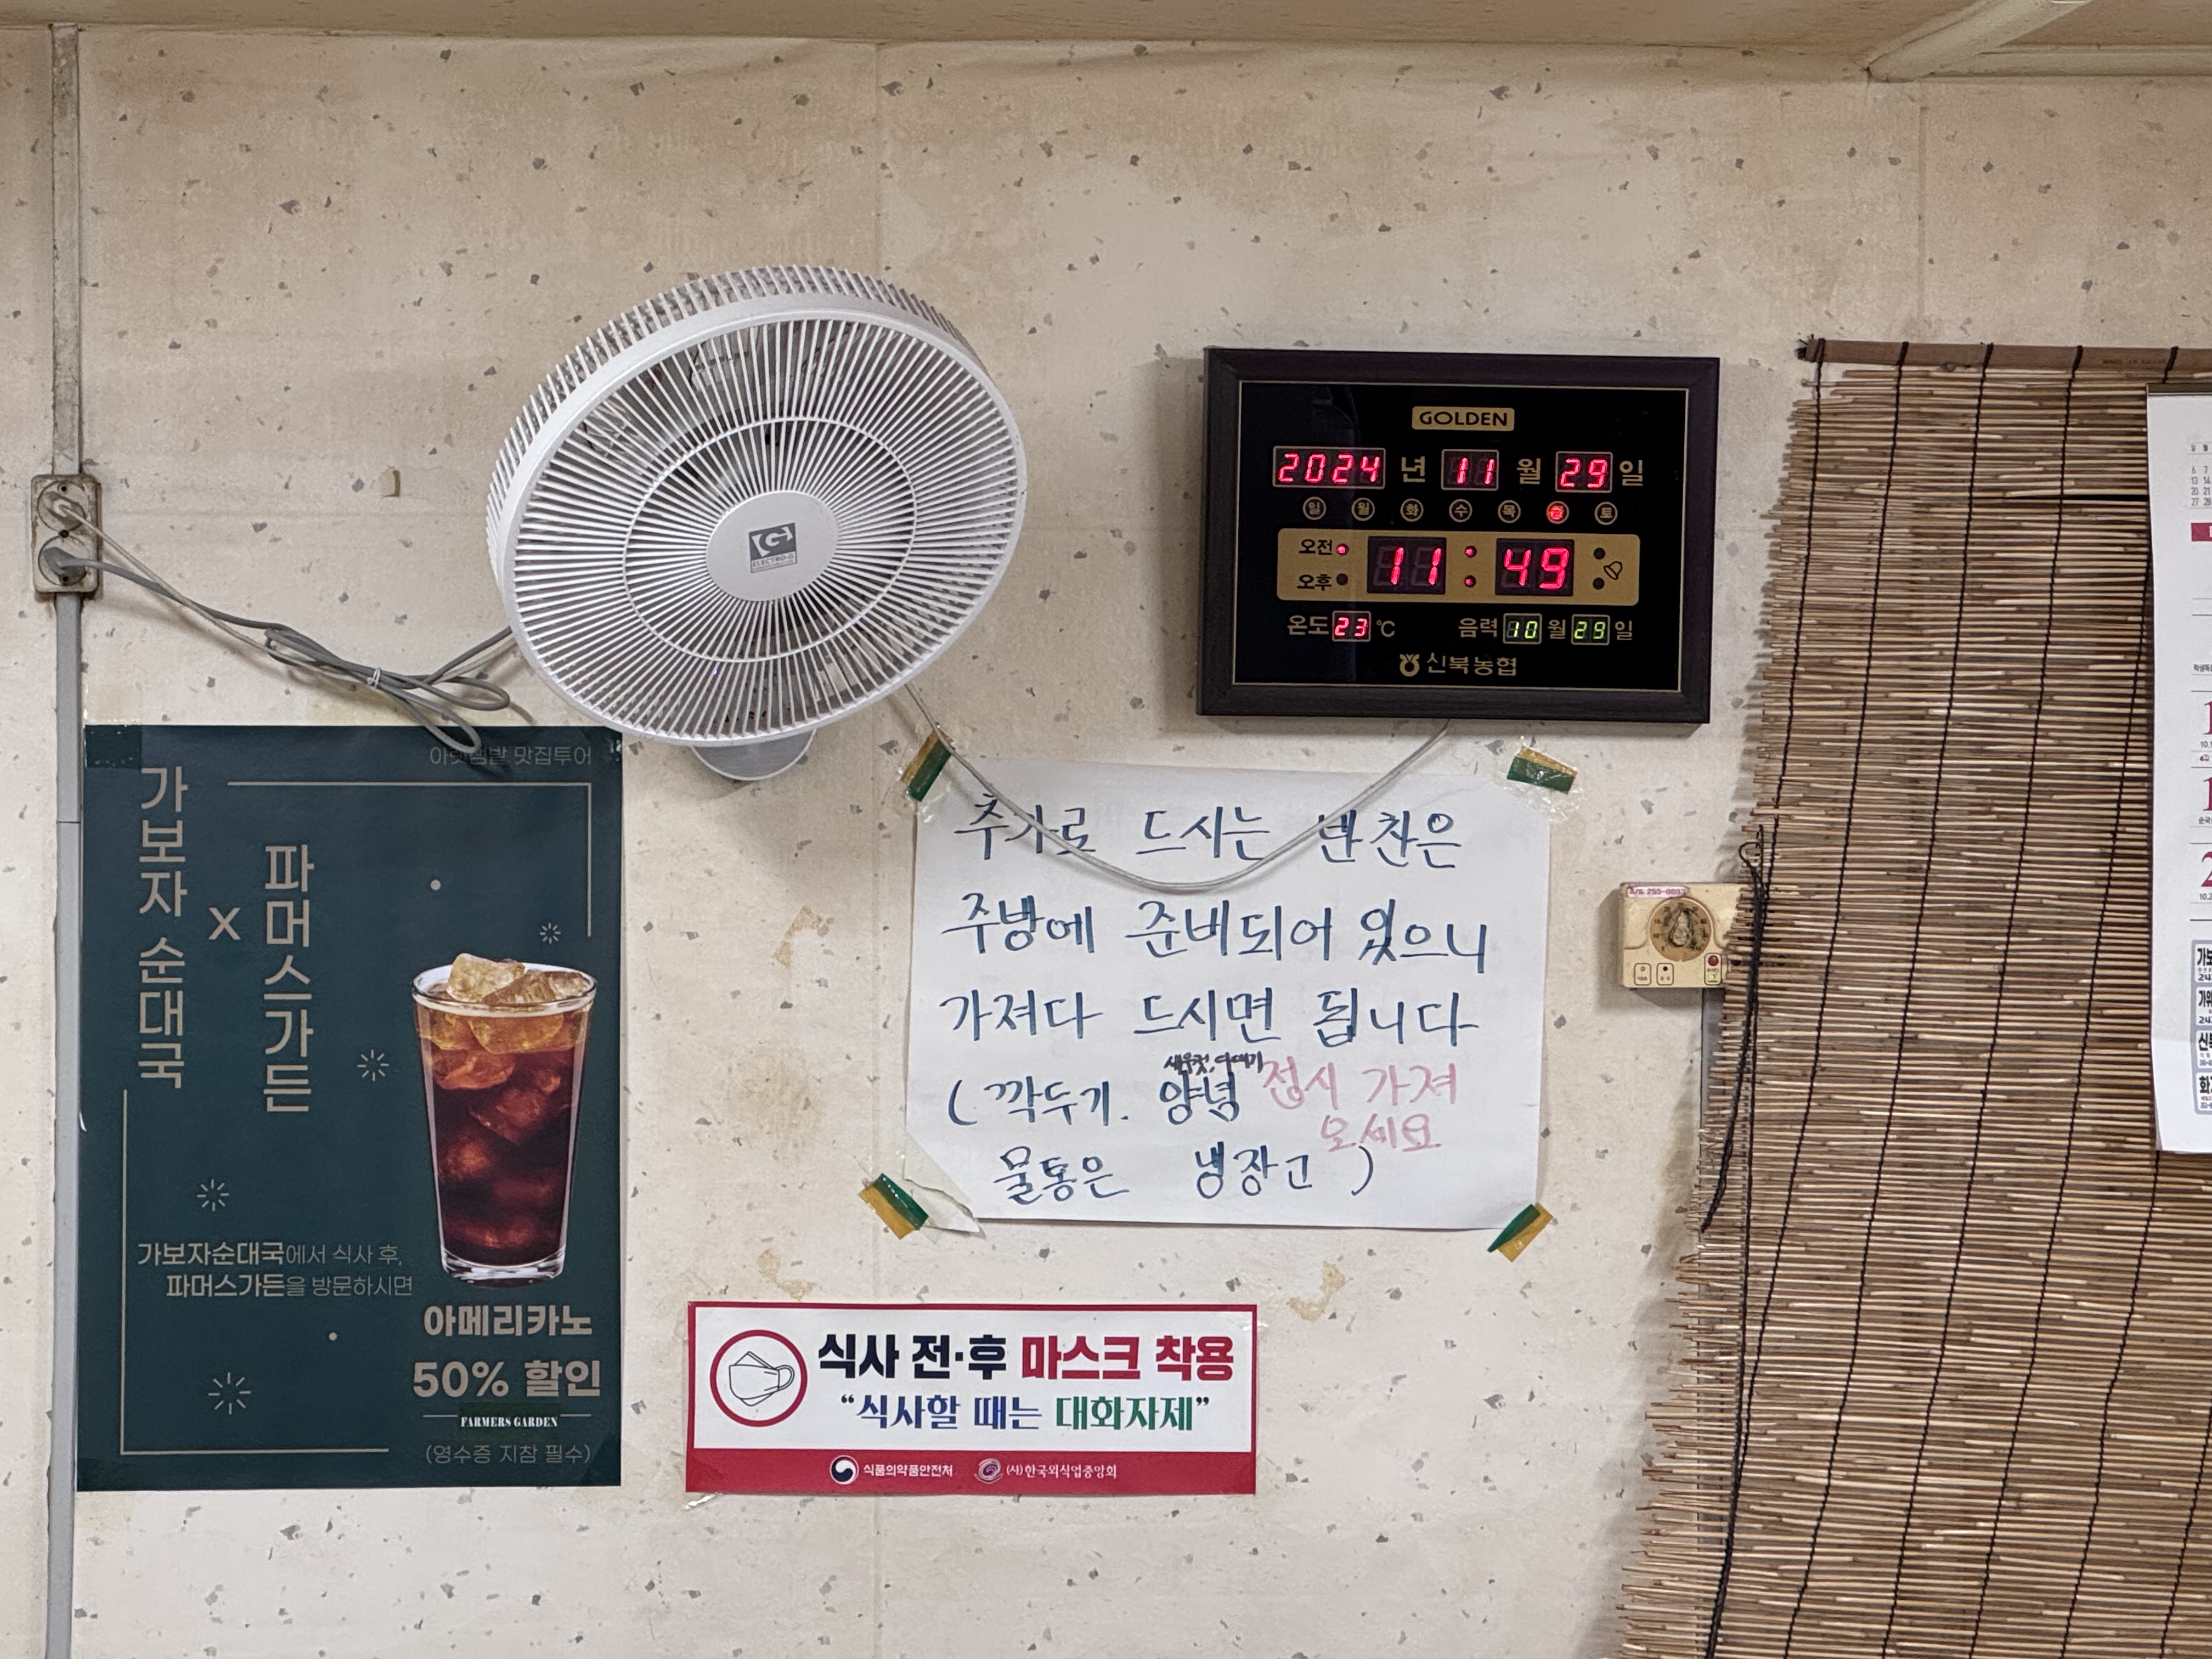 아랫샘밭 맛집투어
가보자 순대국
x
파머스가든
가보자순대국에서 식사 후,
파머스가든을 방문하시면
아메리카노
50% 할인
FARMERS GARDEN
(영수증 지참 필수)
ELECTRO-G
GOLDEN
2024 년 11 월 29 일
일 월 화 수 목 금 토
오전
오후
11 : 49
온도 23 ℃ 음력 10 월 29 일
신북농협
추가로 드시는 반찬은
주방에 준비되어 있으니
가져다 드시면 됩니다
새우젓,
(깍두기. 양념 접시 가져
오세요
물통은 냉장고)
식사 전·후 마스크 착용
“식사할 때는 대화자제”
식품의약품안전처 (사)한국외식업중앙회
A/S: 255-0053